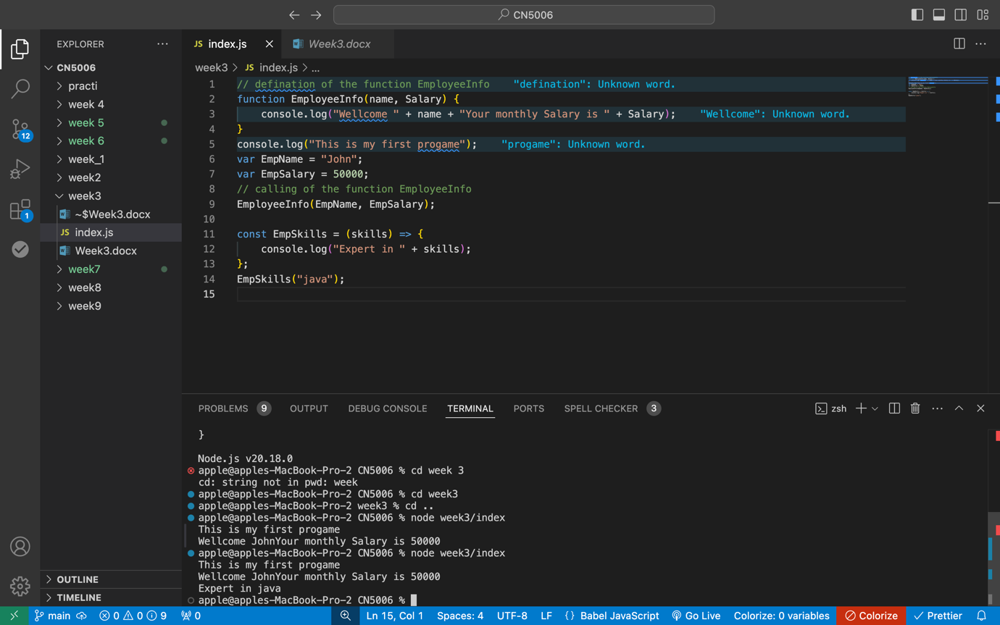 CN5006
EXPLORER
CN5006
practi
week 4
week 5
week 6
week_1
week2
week3
~$Week3.docx
JS index.js
Week3.docx
week7
week8
week9
OUTLINE
TIMELINE
12
1
JS index.js
Week3.docx
week3 > JS index.js > ...
1 // defination of the function EmployeeInfo "defination": Unknown word.
2 function EmployeeInfo(name, Salary) {
3 console.log("Wellcome " + name + "Your monthly Salary is " + Salary); "Wellcome": Unknown word.
4 }
5 console.log("This is my first progame"); "progame": Unknown word.
6 var EmpName = "John";
7 var EmpSalary = 50000;
8 // calling of the function EmployeeInfo
9 EmployeeInfo(EmpName, EmpSalary);
10
11 const EmpSkills = (skills) => {
12 console.log("Expert in " + skills);
13 };
14 EmpSkills("java");
15
PROBLEMS 9 OUTPUT DEBUG CONSOLE TERMINAL PORTS SPELL CHECKER 3 zsh
}
Node.js v20.18.0
apple@apples-MacBook-Pro-2 CN5006 % cd week 3
cd: string not in pwd: week
apple@apples-MacBook-Pro-2 CN5006 % cd week3
apple@apples-MacBook-Pro-2 week3 % cd ..
apple@apples-MacBook-Pro-2 CN5006 % node week3/index
This is my first progame
Wellcome JohnYour monthly Salary is 50000
apple@apples-MacBook-Pro-2 CN5006 % node week3/index
This is my first progame
Wellcome JohnYour monthly Salary is 50000
Expert in java
apple@apples-MacBook-Pro-2 CN5006 %
main 0 0 9 0 Ln 15, Col 1 Spaces: 4 UTF-8 LF {} Babel JavaScript Go Live Colorize: 0 variables Colorize Prettier